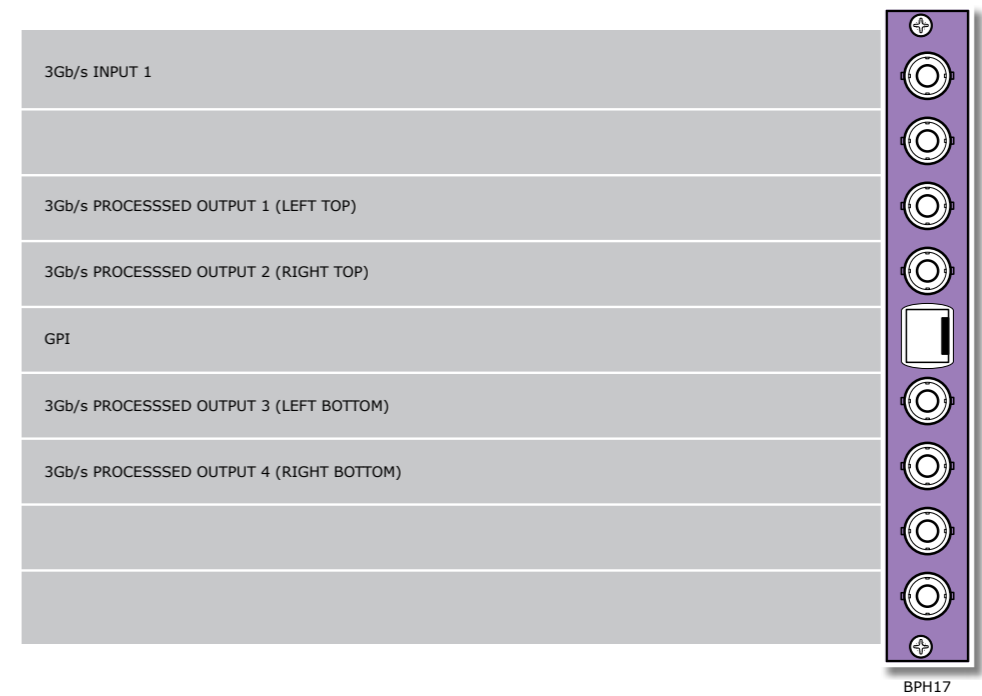 3Gb/s INPUT 1
3Gb/s PROCESSSED OUTPUT 1 (LEFT TOP)
3Gb/s PROCESSSED OUTPUT 2 (RIGHT TOP)
GPI
3Gb/s PROCESSSED OUTPUT 3 (LEFT BOTTOM)
3Gb/s PROCESSSED OUTPUT 4 (RIGHT BOTTOM)
BPH17